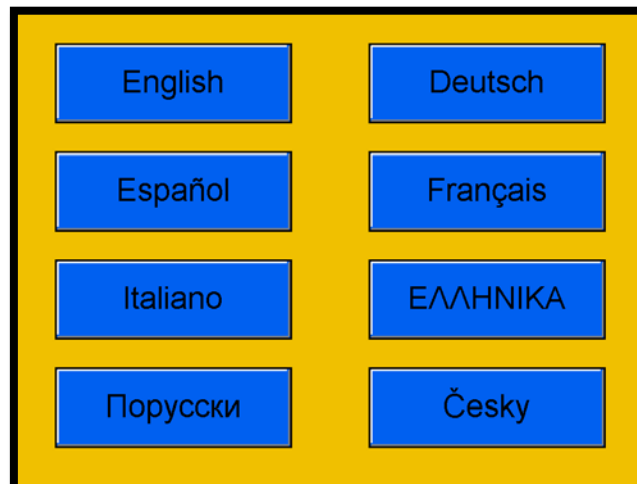 English
Deutsch
Español
Français
Italiano
ΕΛΛΗΝΙΚΑ
Порусски
Česky